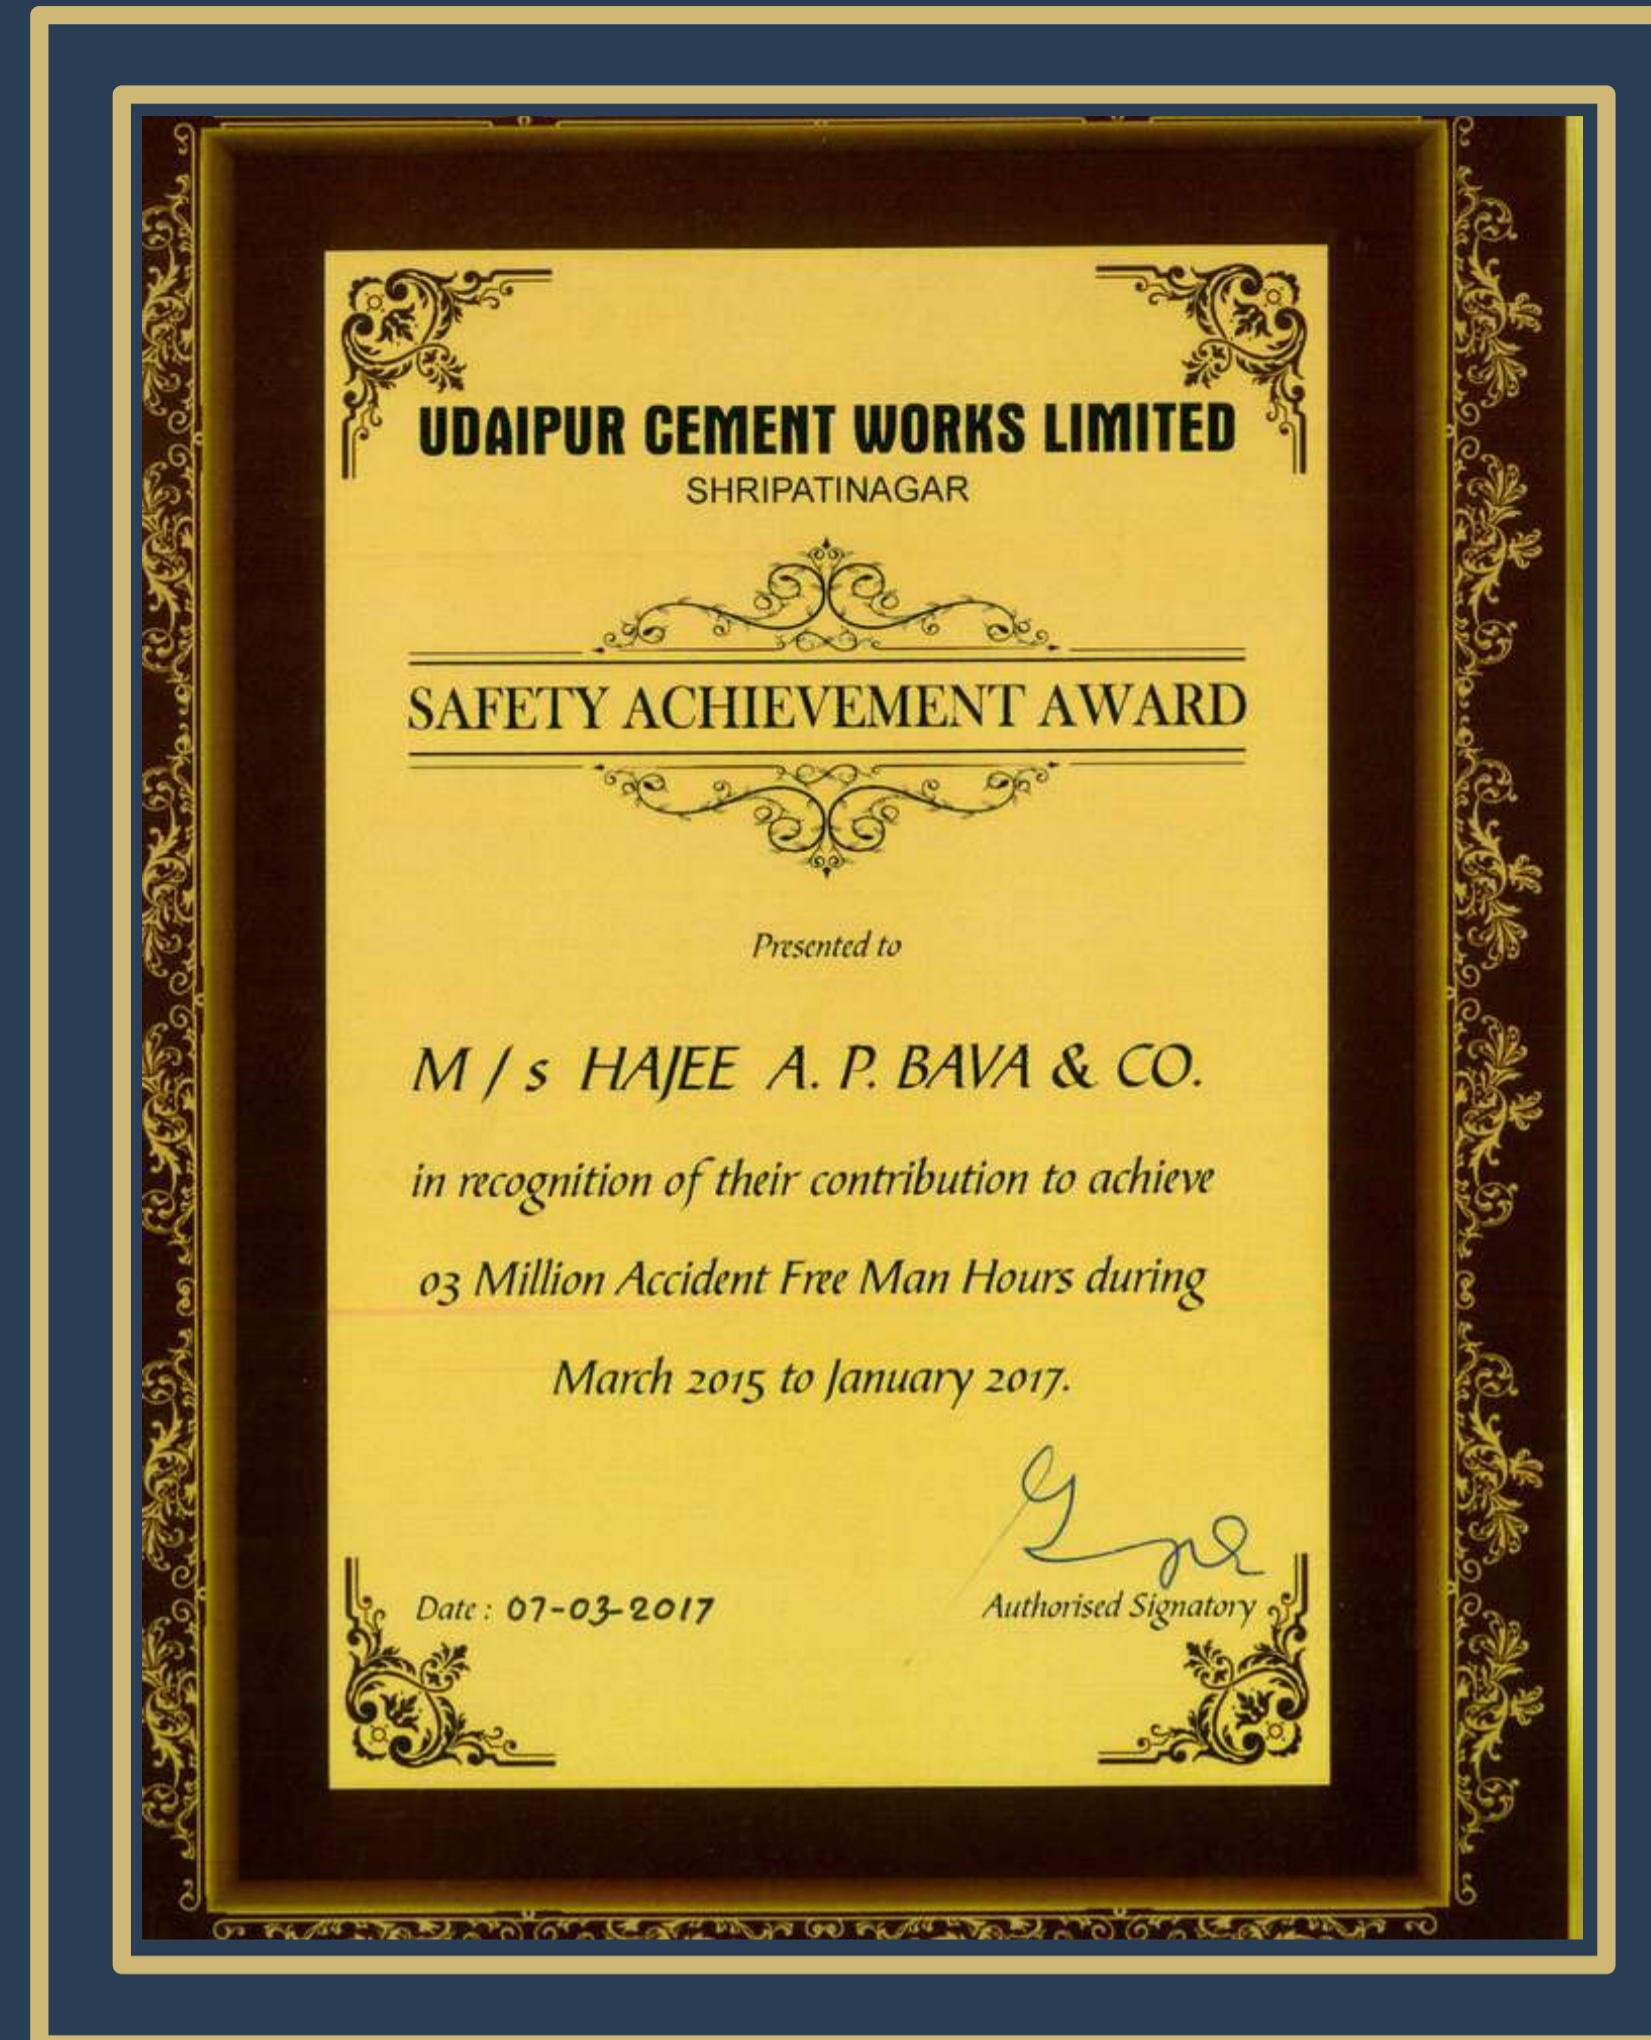 UDAIPUR CEMENT WORKS LIMITED
SHRIPATINAGAR
SAFETY ACHIEVEMENT AWARD
Presented to
M / s HAJEE A. P. BAVA & CO.
in recognition of their contribution to achieve
03 Million Accident Free Man Hours during
March 2015 to January 2017.
Date : 07-03-2017
Authorised Signatory